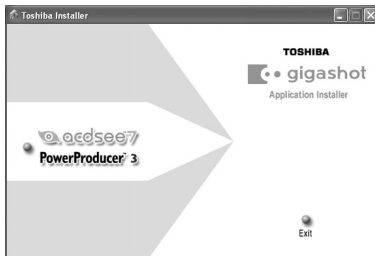 Toshiba Installer
TOSHIBA
gigashot
Application Installer
acdsee7
PowerProducer 3
Exit